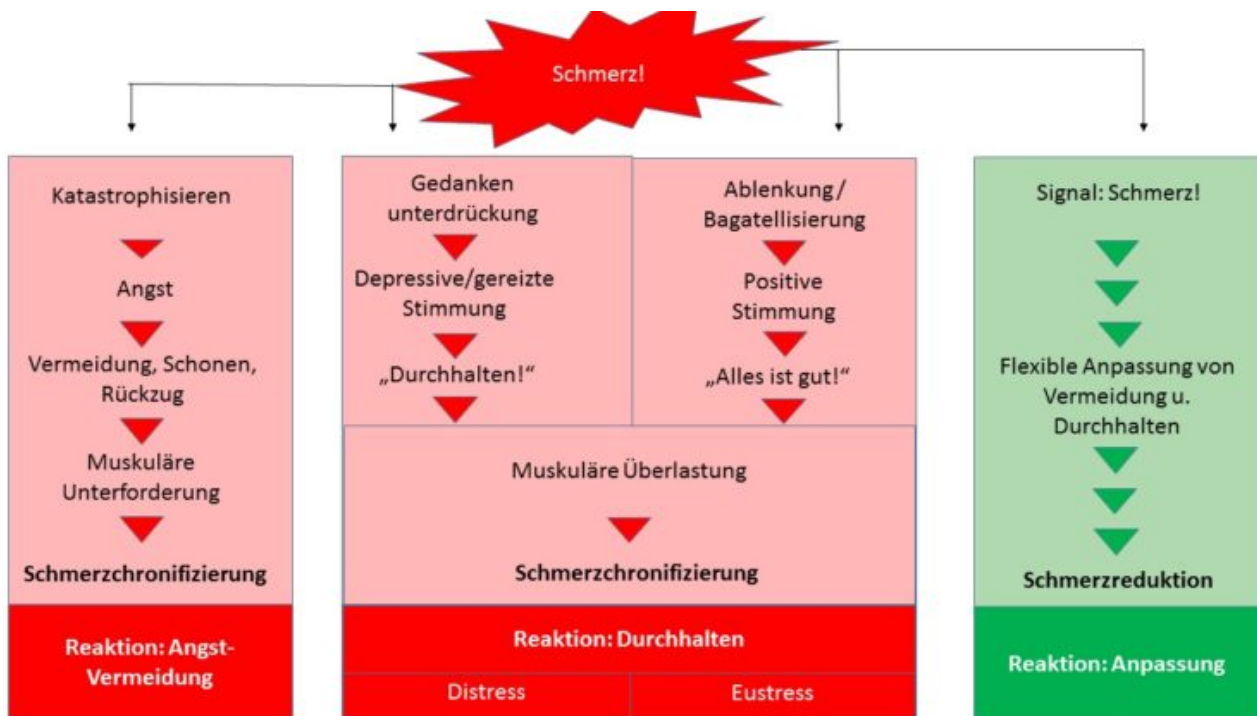 Schmerz!
Katastrophisieren
Angst
Vermeidung, Schonen,
Rückzug
Muskuläre
Unterforderung
Schmerzchronifizierung
Reaktion: Angst-
Vermeidung
Gedanken
unterdrückung
Depressive/gereizte
Stimmung
„Durchhalten!“
Ablenkung/
Bagatellisierung
Positive
Stimmung
„Alles ist gut!“
Muskuläre Überlastung
Schmerzchronifizierung
Reaktion: Durchhalten
Distress
Eustress
Signal: Schmerz!
Flexible Anpassung von
Vermeidung u.
Durchhalten
Schmerzreduktion
Reaktion: Anpassung